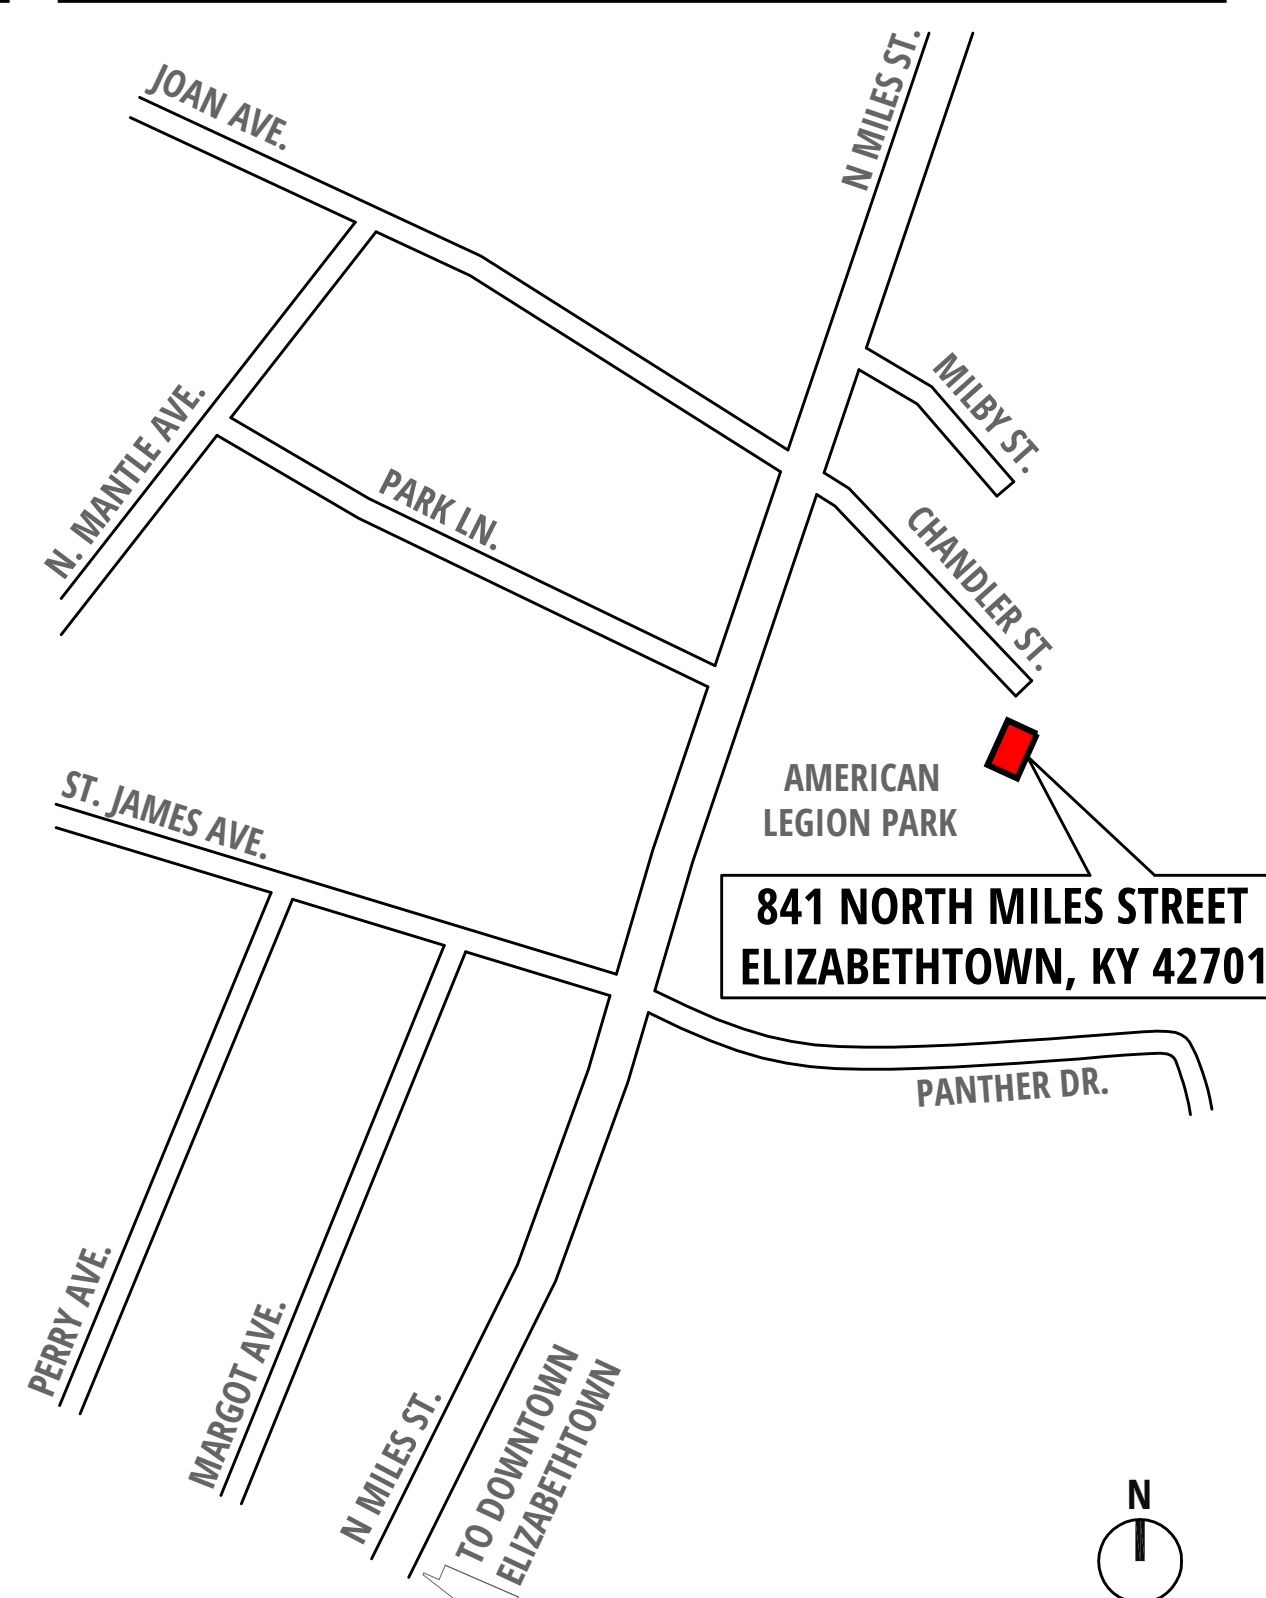 N MILES ST.
JOAN AVE.
MILBY ST.
N. MANTLE AVE.
PARK LN.
CHANDLER ST.
AMERICAN
LEGION PARK
ST. JAMES AVE.
841 NORTH MILES STREET
ELIZABETHTOWN, KY 42701
PANTHER DR.
PERRY AVE.
MARGOT AVE.
N MILES ST.
TO DOWNTOWN
ELIZABETHTOWN
N